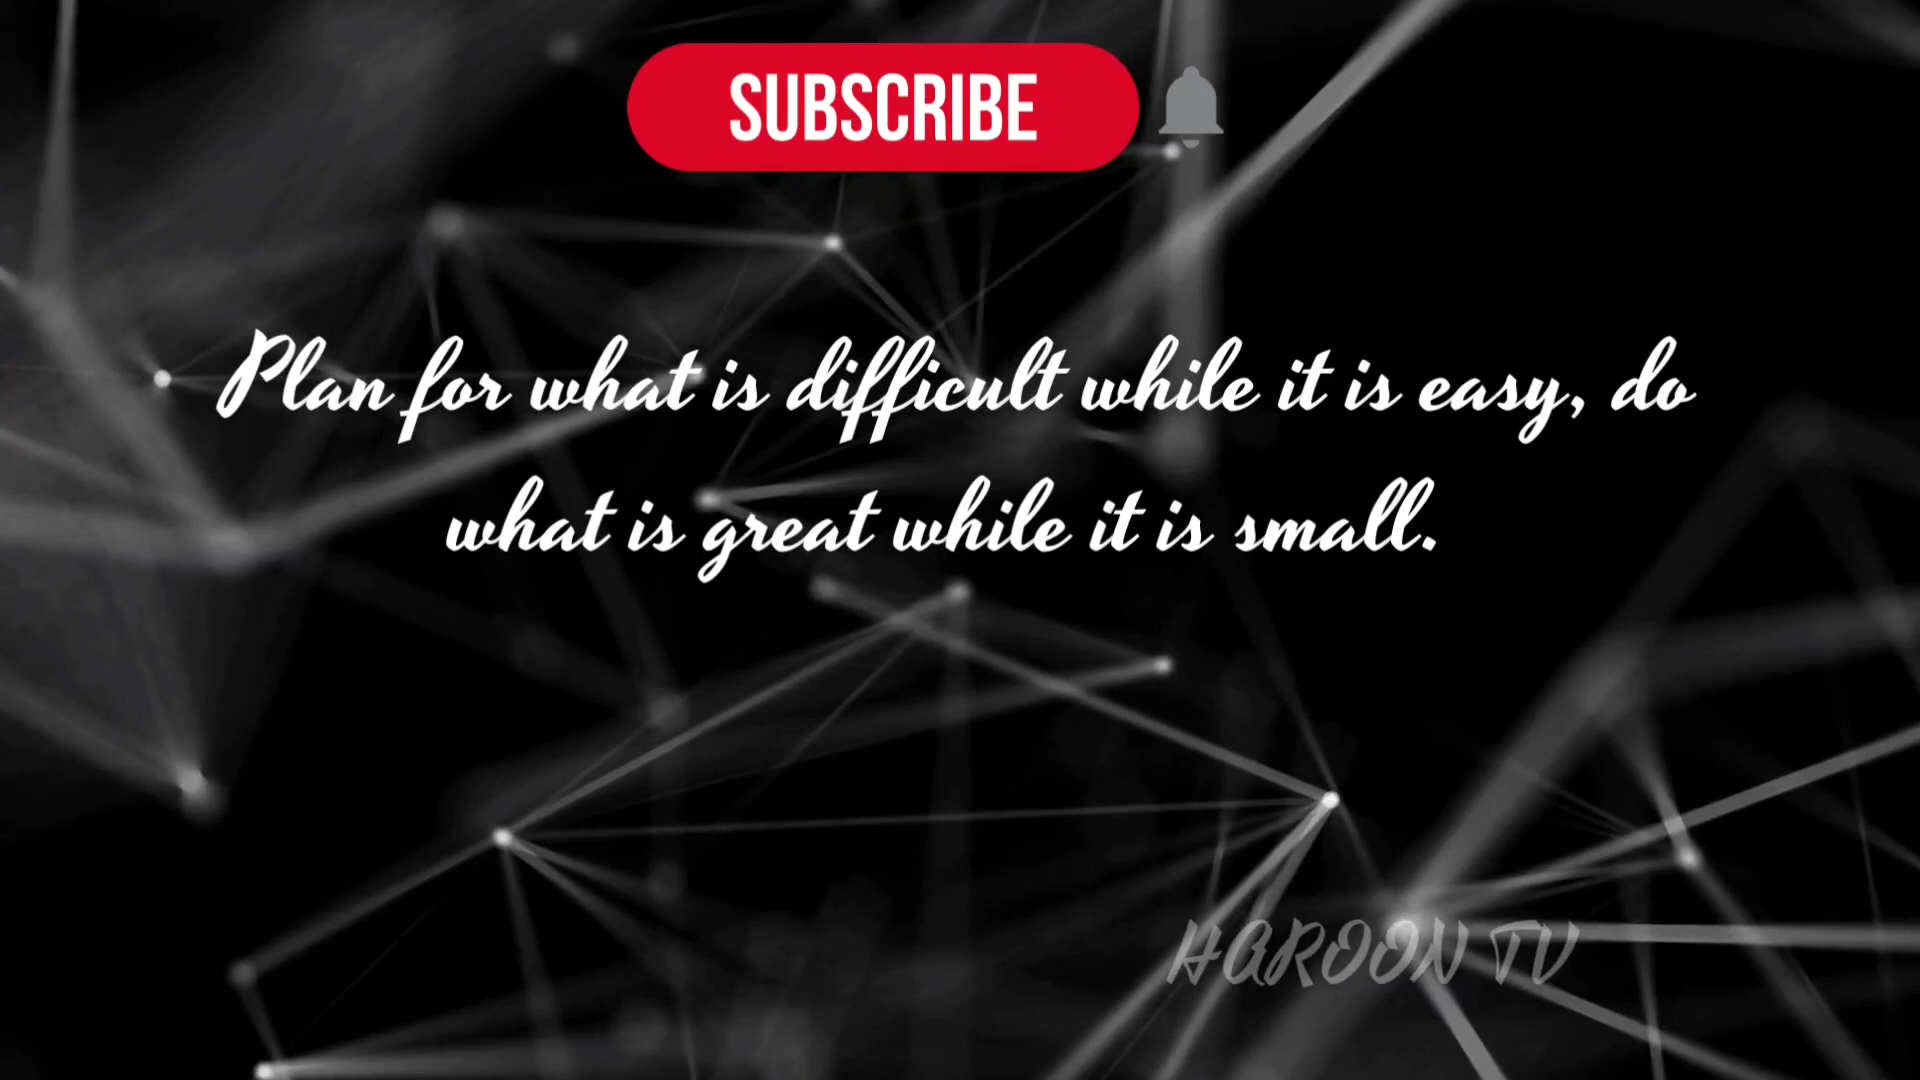 SUBSCRIBE
Plan for what is difficult while it is easy, do
what is great while it is small.
HAROON TV